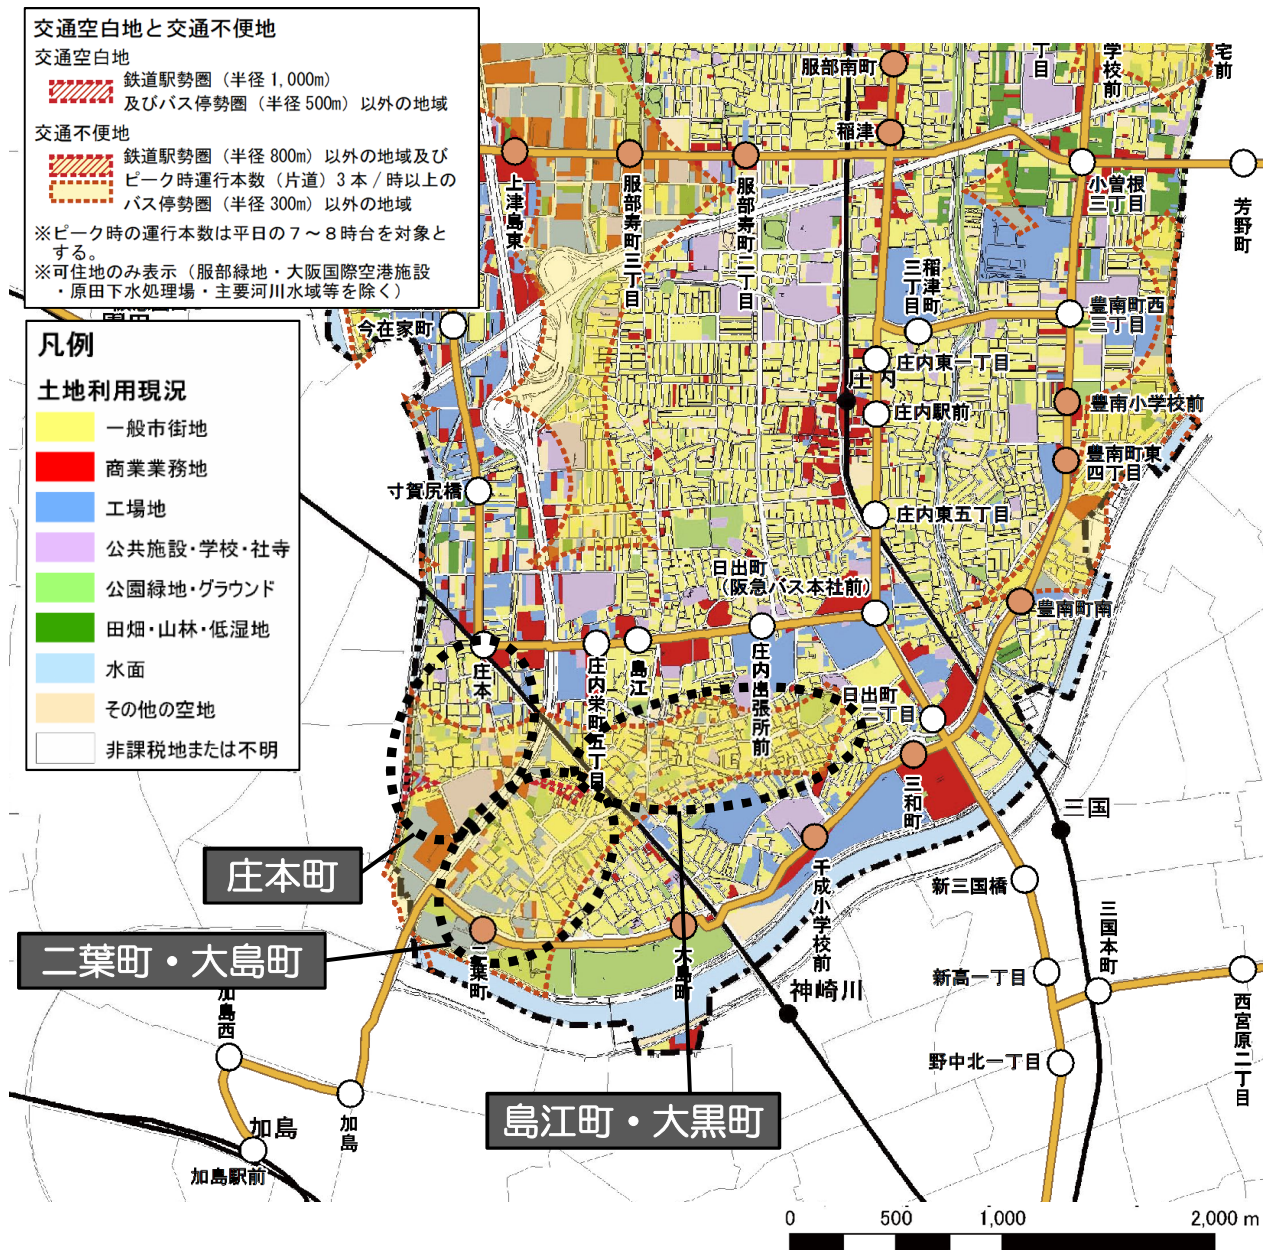 交通空白地と交通不便地
交通空白地
鉄道駅勢圏（半径1,000m）
及びバス停勢圏（半径500m）以外の地域
交通不便地
鉄道駅勢圏（半径800m）以外の地域及び
ピーク時運行本数（片道）3本/時以上の
バス停勢圏（半径300m）以外の地域
※ピーク時の運行本数は平日の7～8時台を対象と
する。
※可住地のみ表示（服部緑地・大阪国際空港施設
・原田下水処理場・主要河川水域等を除く）
凡例
土地利用現況
一般市街地
商業業務地
工場地
公共施設・学校・社寺
公園緑地・グラウンド
田畑・山林・低湿地
水面
その他の空地
非課税地または不明
服部南町
丁目
学校前
宅前
稲津
上津島東
服部寿町三丁目
服部寿町二丁目
小曽根
三丁目
芳野町
稲津町
三丁目
豊南町西
三丁目
今在家町
庄内東一丁目
庄内
庄内駅前
豊南小学校前
豊南町東
四丁目
寸賀尻橋
庄内東五丁目
日出町
（阪急バス本社前）
豊南町南
庄本
庄内栄町五丁目
島江
庄内出張所前
日出町
二丁目
三和町
三国
庄本町
千成小学校前
新三国橋
三国本町
二葉町・大島町
二葉町
大島町
神崎川
新高一丁目
西宮原二丁目
加島西
野中北一丁目
島江町・大黒町
加島
加島
加島駅前
0 500 1,000 2,000 m